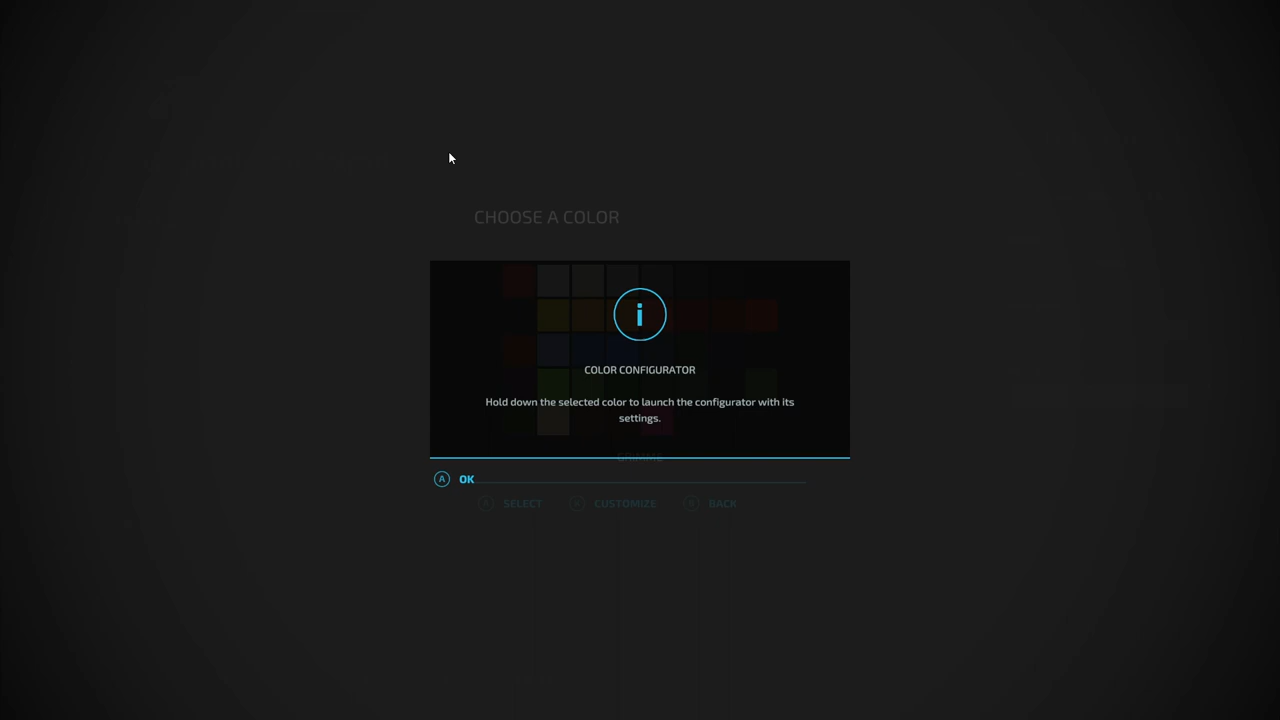 CHOOSE A COLOR
i
COLOR CONFIGURATOR
Hold down the selected color to launch the configurator with its
settings.
GRIMME
A OK
A SELECT X CUSTOMIZE B BACK